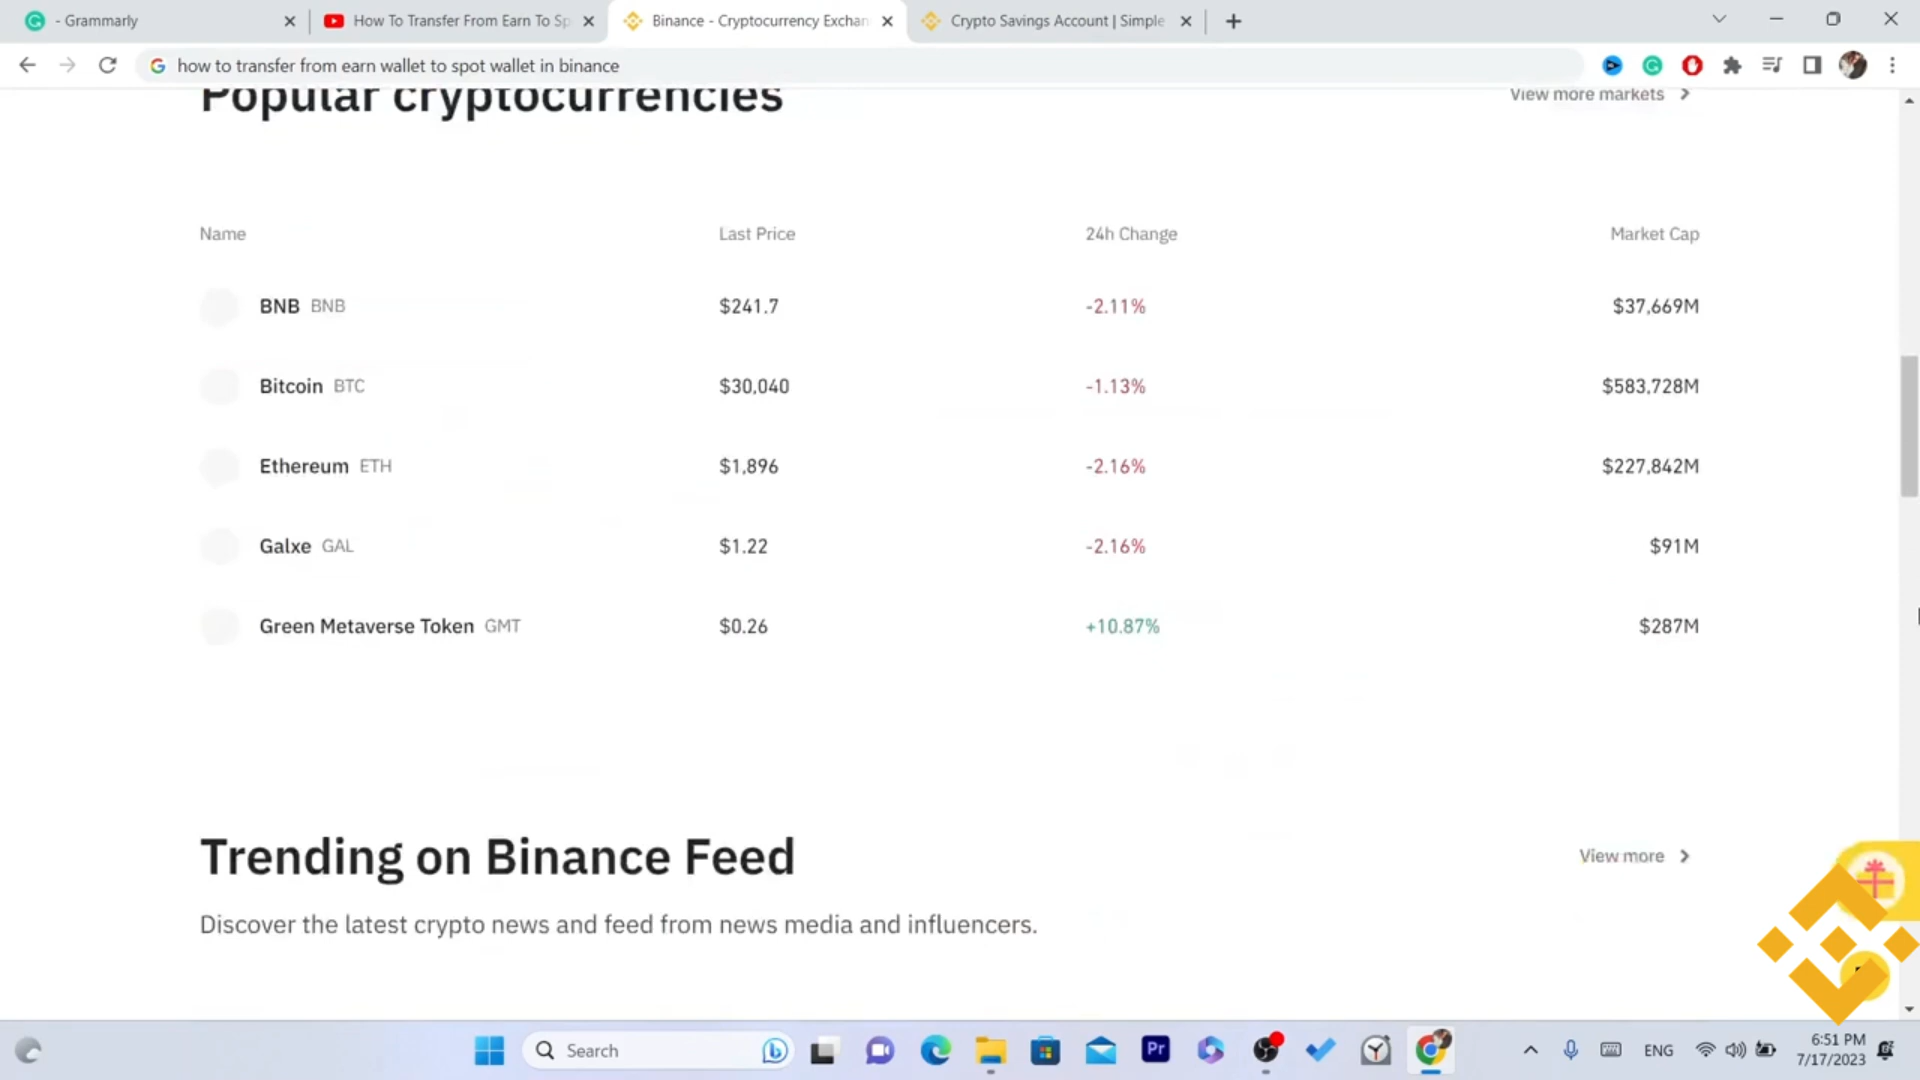 - Grammarly
How To Transfer From Earn To Sp
Binance - Cryptocurrency Exchan
Crypto Savings Account | Simple
how to transfer from earn wallet to spot wallet in binance
Popular cryptocurrencies
View more markets
Name Last Price 24h Change Market Cap
BNB BNB $241.7 -2.11% $37,669M
Bitcoin BTC $30,040 -1.13% $583,728M
Ethereum ETH $1,896 -2.16% $227,842M
Galxe GAL $1.22 -2.16% $91M
Green Metaverse Token GMT $0.26 +10.87% $287M
Trending on Binance Feed
View more
Discover the latest crypto news and feed from news media and influencers.
Search
Pr
ENG
6:51 PM
7/17/2023